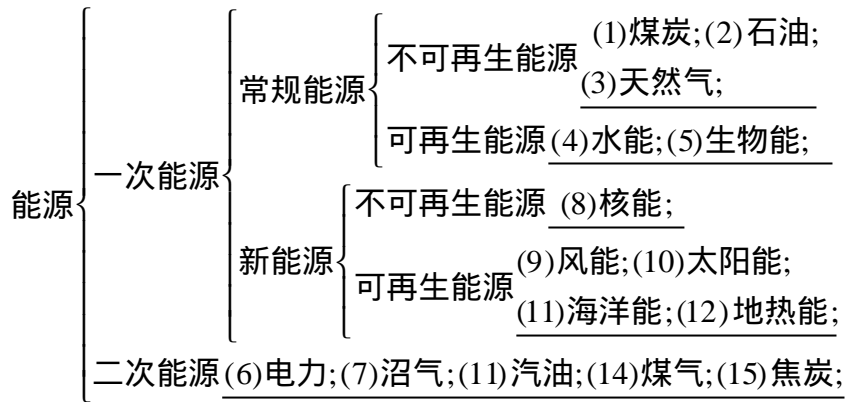 (1)煤炭;(2)石油;
不可再生能源
(3)天然气;
常规能源
可再生能源(4)水能;(5)生物能;
一次能源
能源
不可再生能源 (8)核能;
新能源
(9)风能;(10)太阳能;
可再生能源
(11)海洋能;(12)地热能;
二次能源(6)电力;(7)沼气;(11)汽油;(14)煤气;(15)焦炭;